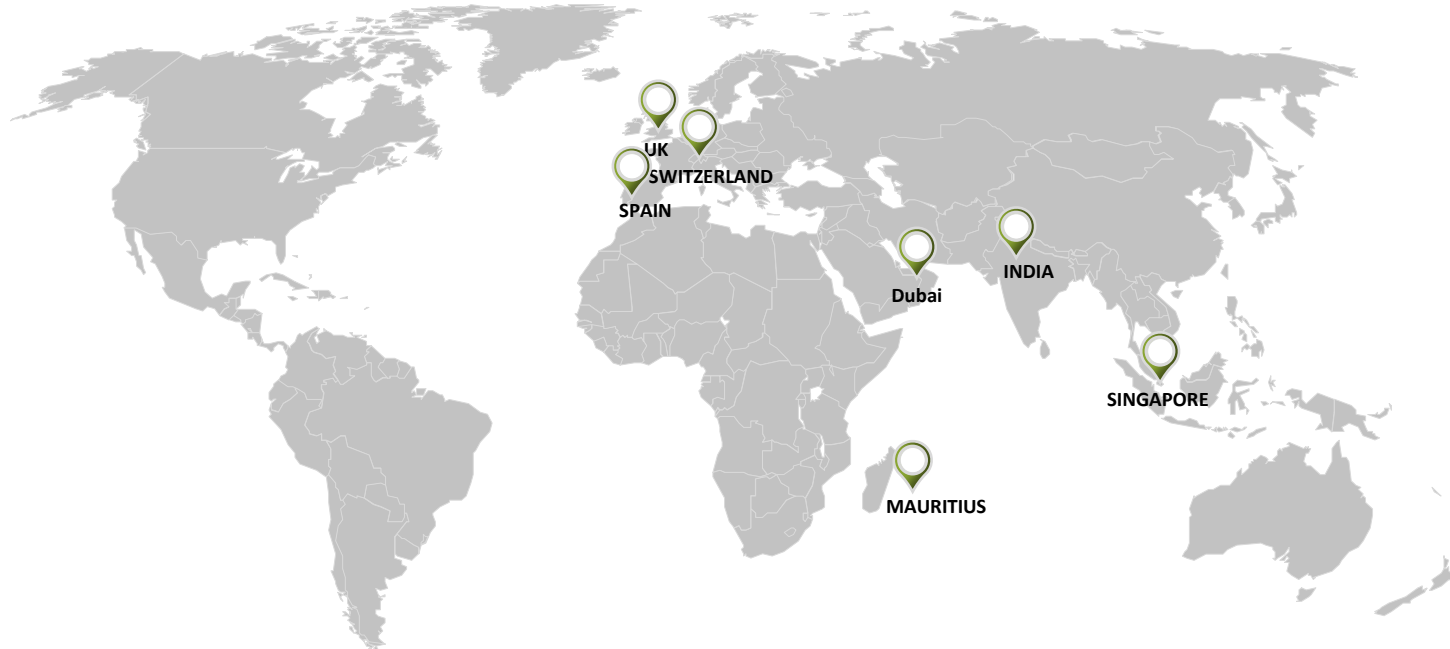 UK
SWITZERLAND
SPAIN
INDIA
Dubai
SINGAPORE
MAURITIUS